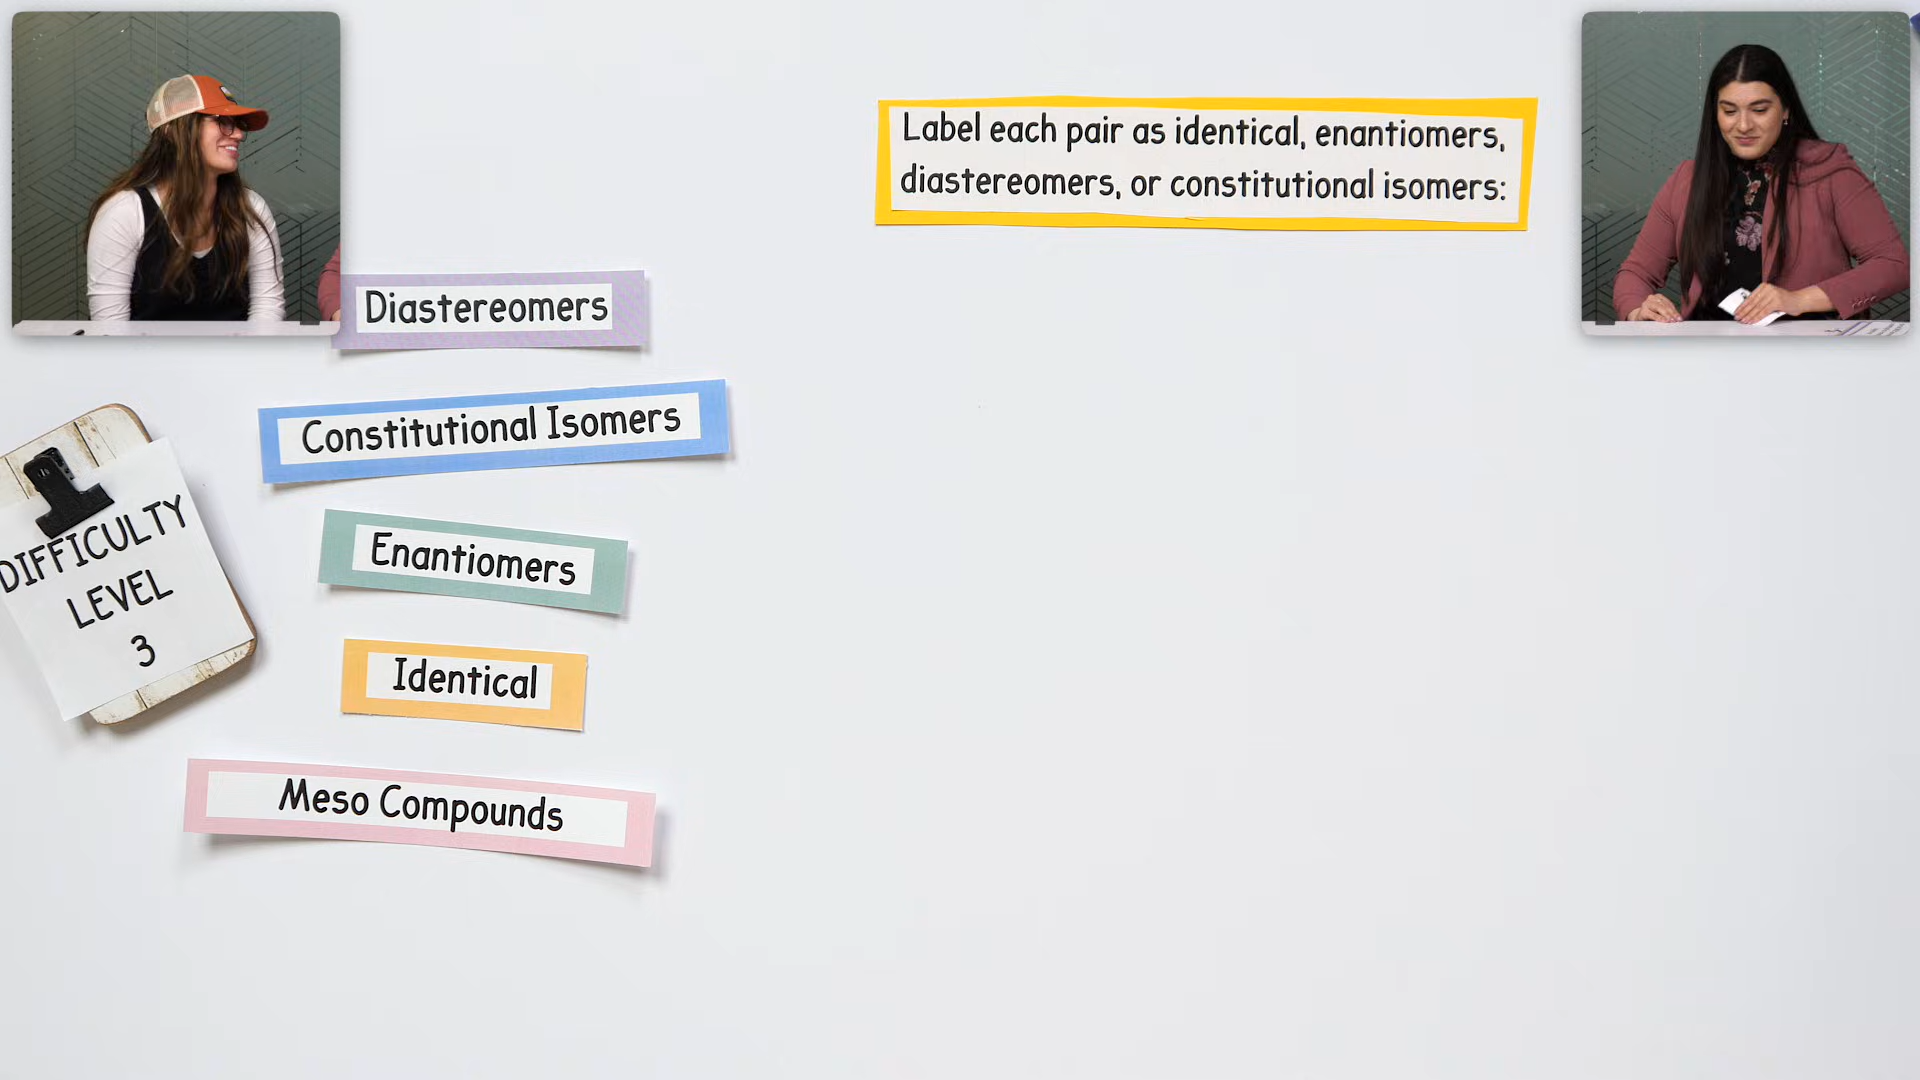 Label each pair as identical, enantiomers,
diastereomers, or constitutional isomers:
Diastereomers
Constitutional Isomers
DIFFICULTY
LEVEL
3
Enantiomers
Identical
Meso Compounds